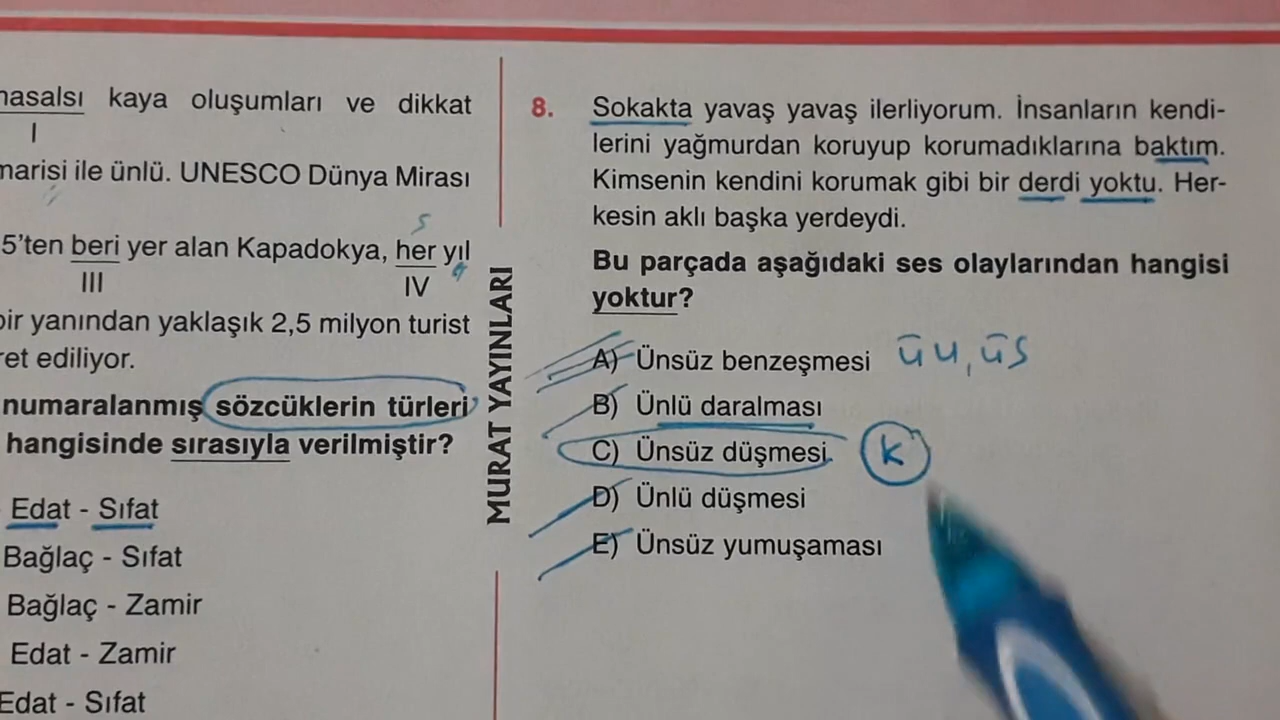 masalsı kaya oluşumları ve dikkat
I
marisi ile ünlü. UNESCO Dünya Mirası
S
5'ten beri yer alan Kapadokya, her yıl
III IV
bir yanından yaklaşık 2,5 milyon turist
ret ediliyor.
numaralanmış sözcüklerin türleri
hangisinde sırasıyla verilmiştir?
Edat - Sıfat
Bağlaç - Sıfat
Bağlaç - Zamir
Edat - Zamir
Edat - Sıfat
MURAT YAYINLARI
8. Sokakta yavaş yavaş ilerliyorum. İnsanların kendi-
lerini yağmurdan koruyup korumadıklarına baktım.
Kimsenin kendini korumak gibi bir derdi yoktu. Her-
kesin aklı başka yerdeydi.
Bu parçada aşağıdaki ses olaylarından hangisi
yoktur?
A) Ünsüz benzeşmesi üu, üs
B) Ünlü daralması
C) Ünsüz düşmesi K
D) Ünlü düşmesi
E) Ünsüz yumuşaması